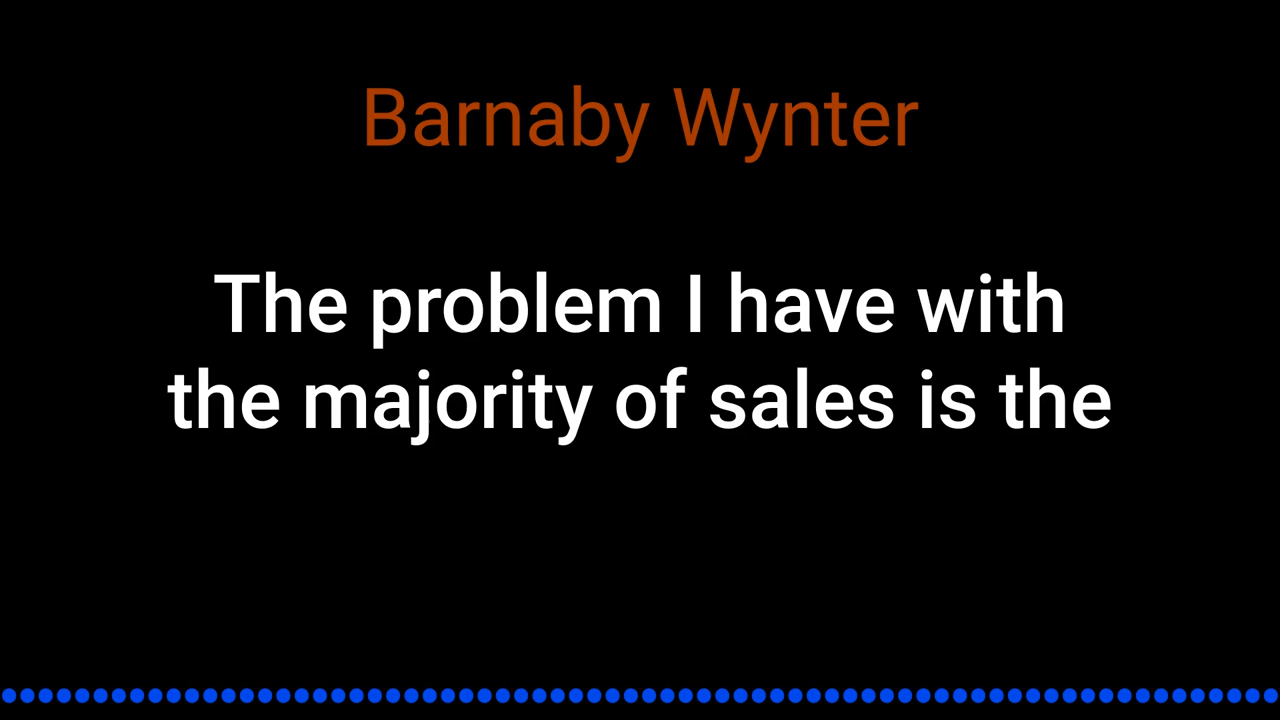 Barnaby Wynter
The problem I have with
the majority of sales is the